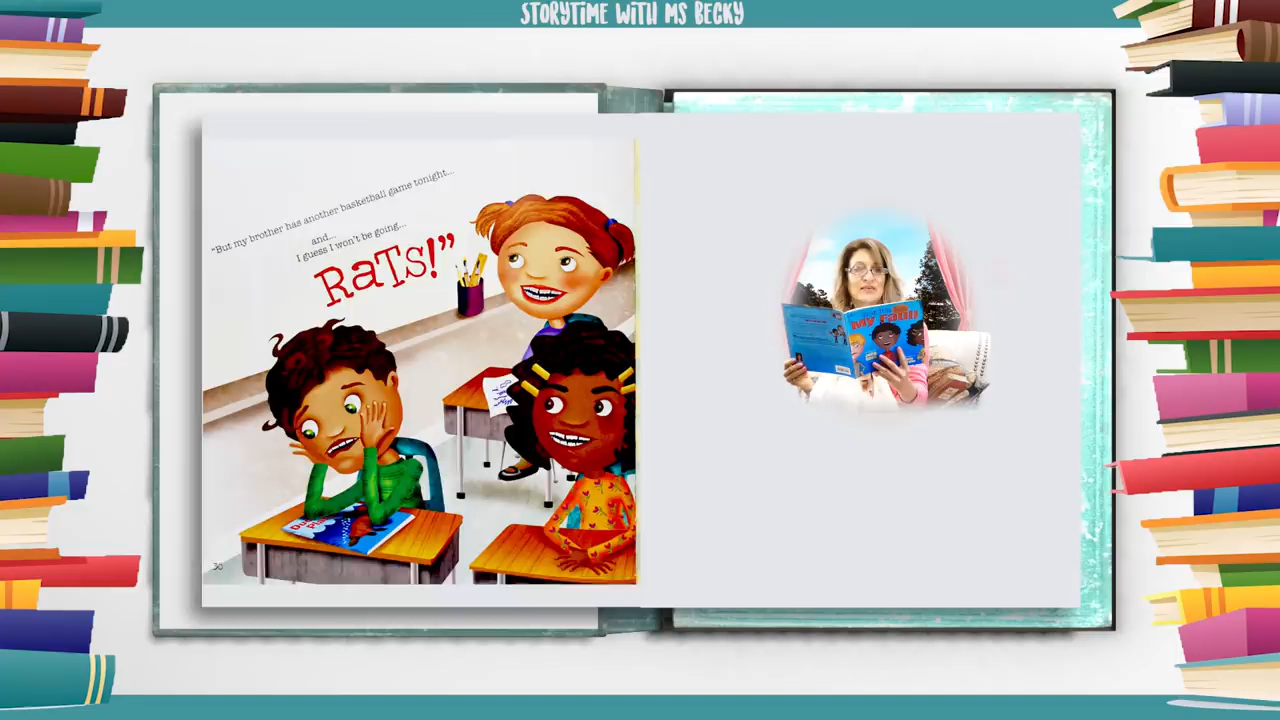 STORYTIME WITH MS BECKY
"But my brother has another basketball game tonight...
and...
I guess I won't be going...
RATS!"
My Fault
30